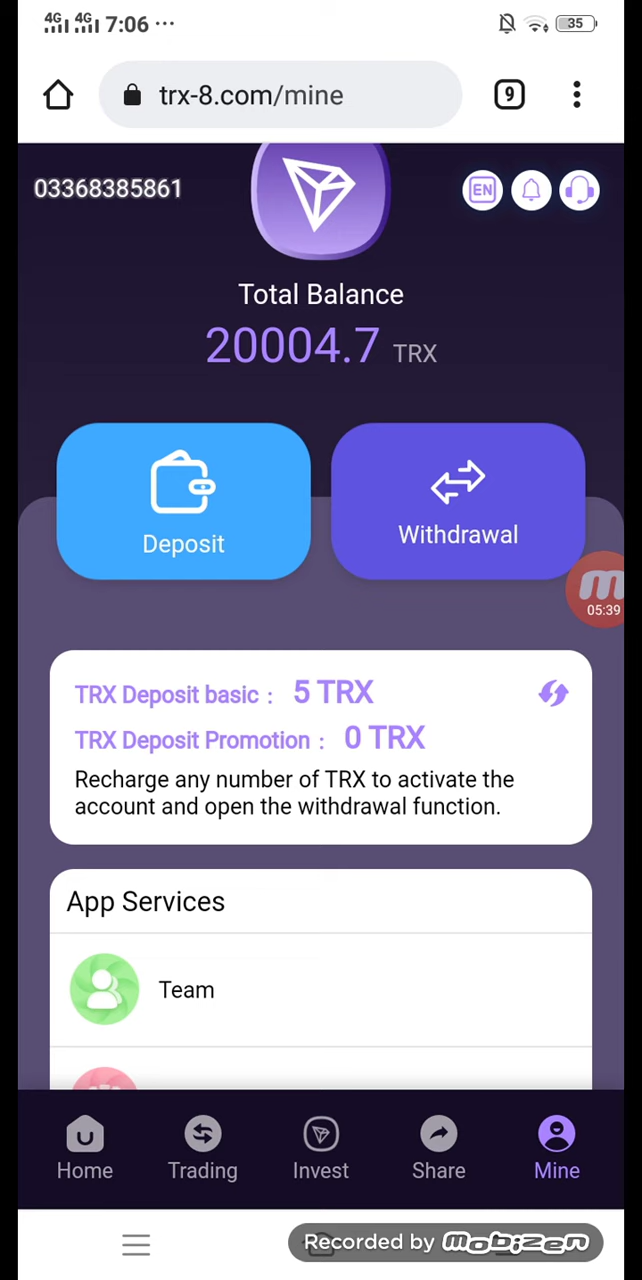 4G 4G 7:06 ··· 35
trx-8.com/mine 9
03368385861 EN
Total Balance
20004.7 TRX
Deposit Withdrawal
m
05:39
TRX Deposit basic : 5 TRX
TRX Deposit Promotion : 0 TRX
Recharge any number of TRX to activate the
account and open the withdrawal function.
App Services
Team
Home Trading Invest Share Mine
Recorded by mobizen